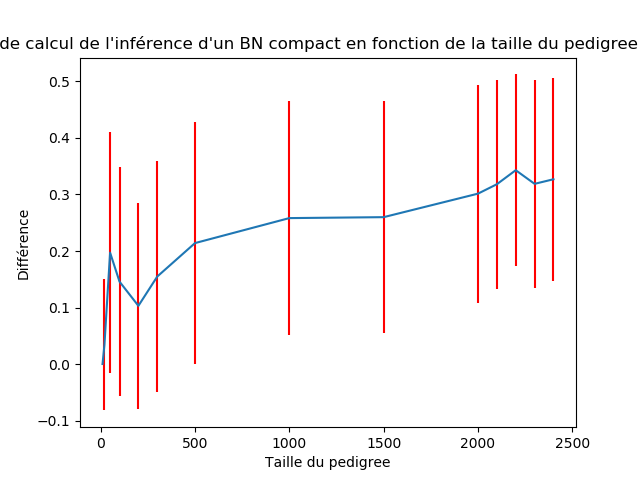 de calcul de l'inférence d'un BN compact en fonction de la taille du pedigree
0.5
0.4
0.3
0.2
0.1
0.0
−0.1
Différence
0 500 1000 1500 2000 2500
Taille du pedigree